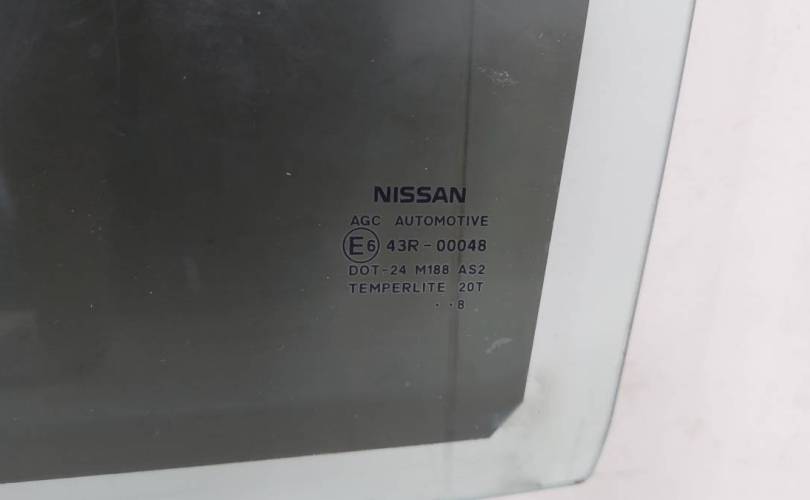 NISSAN
AGC AUTOMOTIVE
E6 43R-00048
DOT-24 M188 AS2
TEMPERLITE 20T
• •8